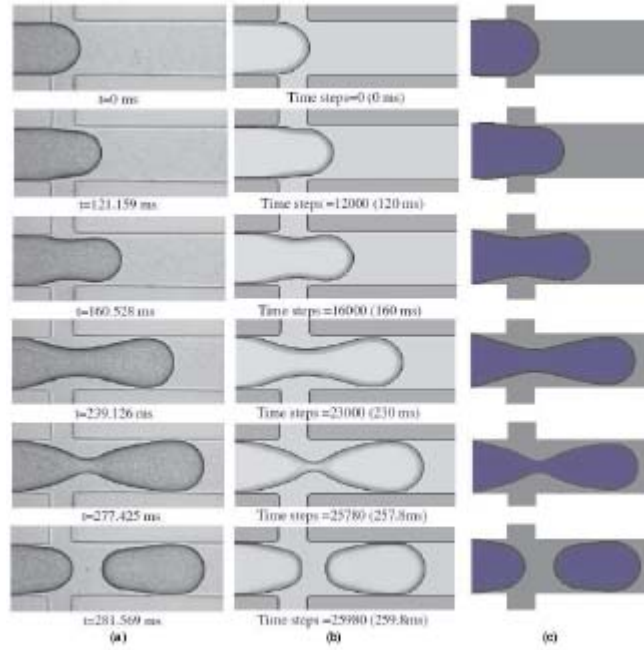 t=0 ms
Time steps=0 (0 ms)
t=121.159 ms
Time steps =12000 (120 ms)
t=160.528 ms
Time steps =16000 (160 ms)
t=239.126 ms
Time steps =23000 (230 ms)
t=277.425 ms
Time steps =25780 (257.8ms)
t=281.569 ms
Time steps =25980 (259.8ms)
(a)
(b)
(c)